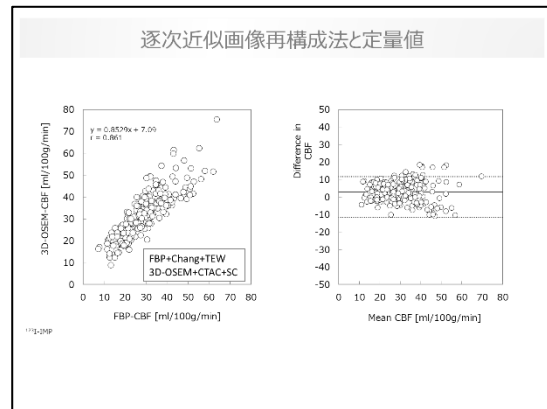 逐次近似画像再構成法と定量値
3D-OSEM-CBF [ml/100g/min]
80
70
60
50
40
30
20
10
0
y = 0.8529x + 7.09
r = 0.861
FBP+Chang+TEW
3D-OSEM+CTAC+SC
0 10 20 30 40 50 60 70 80
FBP-CBF [ml/100g/min]
Difference in
CBF
50
40
30
20
10
0
-10
-20
-30
-40
-50
0 10 20 30 40 50 60 70 80
Mean CBF [ml/100g/min]
¹²³I-IMP